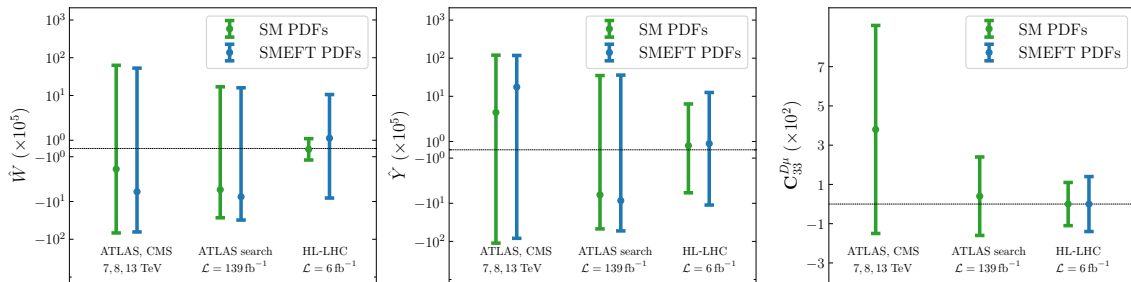 10³
10²
10¹
10⁰
−10⁰
−10¹
−10²
Ŵ (×10⁵)
SM PDFs
SMEFT PDFs
ATLAS, CMS
7, 8, 13 TeV
ATLAS search
ℒ = 139 fb⁻¹
HL-LHC
ℒ = 6 fb⁻¹
10³
10²
10¹
10⁰
−10⁰
−10¹
−10²
Ŷ (×10⁵)
SM PDFs
SMEFT PDFs
ATLAS, CMS
7, 8, 13 TeV
ATLAS search
ℒ = 139 fb⁻¹
HL-LHC
ℒ = 6 fb⁻¹
7
5
3
1
−1
−3
C₃₃ᴰᵘ (×10²)
SM PDFs
SMEFT PDFs
ATLAS, CMS
7, 8, 13 TeV
ATLAS search
ℒ = 139 fb⁻¹
HL-LHC
ℒ = 6 fb⁻¹